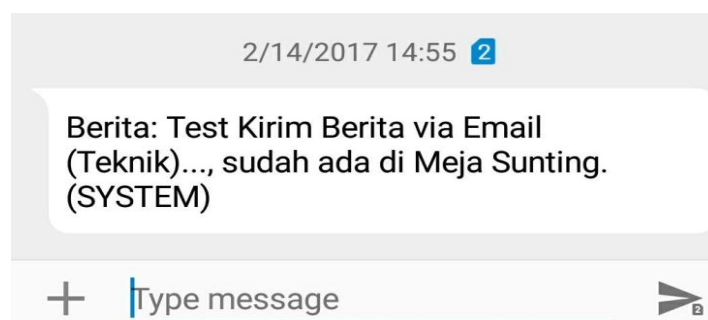 2/14/2017 14:55 2
Berita: Test Kirim Berita via Email
(Teknik)..., sudah ada di Meja Sunting.
(SYSTEM)
Type message
2